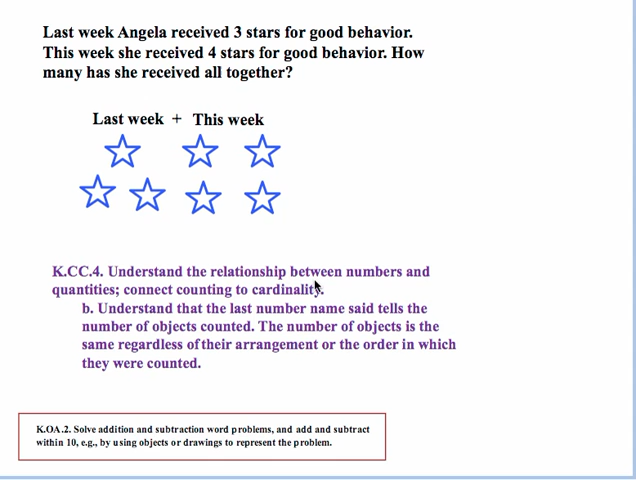 Last week Angela received 3 stars for good behavior.
This week she received 4 stars for good behavior. How
many has she received all together?
Last week + This week
K.CC.4. Understand the relationship between numbers and
quantities; connect counting to cardinality.
b. Understand that the last number name said tells the
number of objects counted. The number of objects is the
same regardless of their arrangement or the order in which
they were counted.
K.OA.2. Solve addition and subtraction word problems, and add and subtract
within 10, e.g., by using objects or drawings to represent the problem.